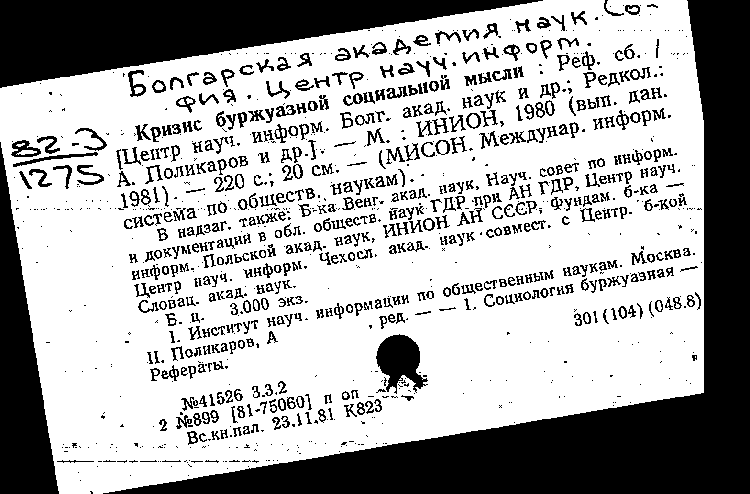 Болгарская академия наук. Со-
фия. Центр науч. информ.
82-3
1275
Кризис буржуазной социальной мысли : Реф. сб. /
[Центр науч. информ. Болг. акад. наук и др.; Редкол.:
А. Поликаров и др.]. — М. : ИНИОН, 1980 (вып. дан.
1981). — 220 с.; 20 см. — (МИСОН. Междунар. информ.
система по обществ. наукам).
В надзаг. также: Б-ка Венг. акад. наук, Науч. совет по информ.
и документации в обл. обществ. наук ГДР при АН ГДР, Центр науч.
информ. Польской акад. наук, ИНИОН АН СССР, Фундам. б-ка —
Центр науч. информ. Чехосл. акад. наук совмест. с Центр. б-кой
Словац. акад. наук.
Б. ц. 3.000 экз.
I. Институт науч. информации по общественным наукам. Москва.
II. Поликаров, А , ред. — — 1. Социология буржуазная —
Рефераты.
301(104)(048.8)
№41526 3.3.2
2 №899 [81-75060] п оп
Вс.кн.пал. 23.11.81 К823